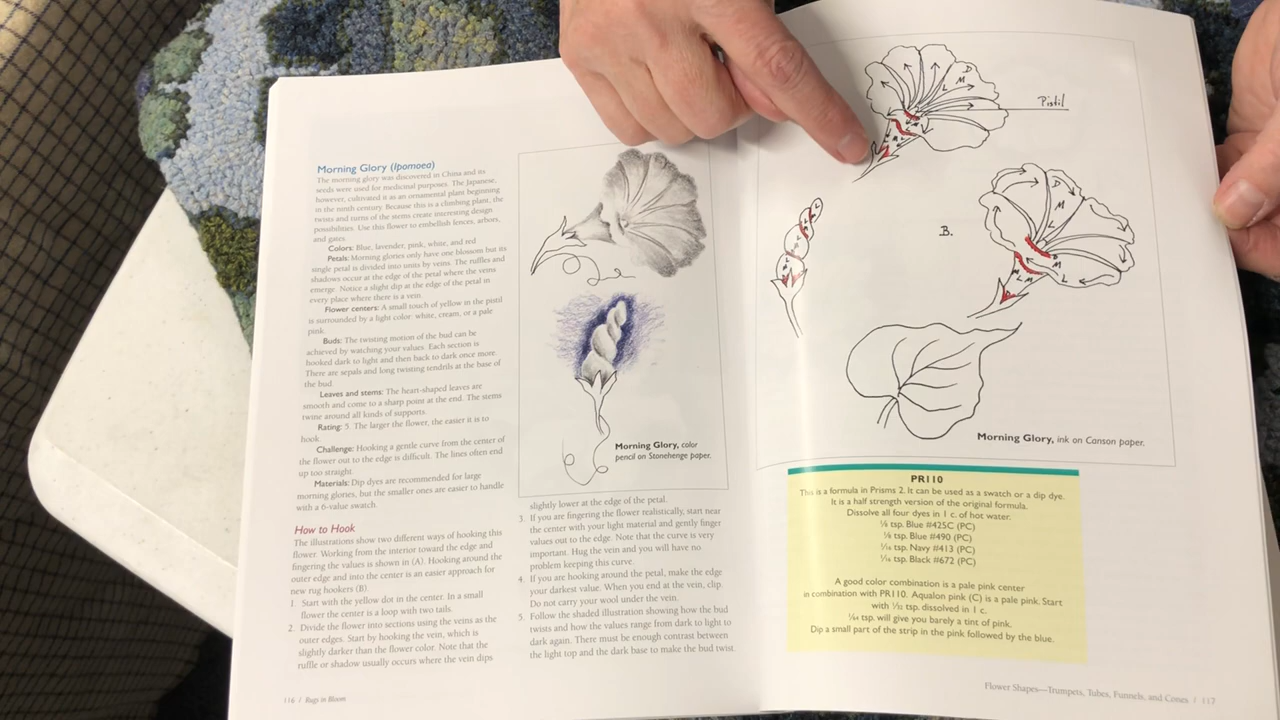 Morning Glory (Ipomoea)
The morning glory was discovered in China and its
seeds were used for medicinal purposes. The Japanese,
however, cultivated it as an ornamental plant beginning
in the ninth century. Because this is a climbing plant, the
twists and turns of the stems create interesting design
possibilities. Use this flower to embellish fences, arbors,
and gates.
Colors: Blue, lavender, pink, white, and red
Petals: Morning glories only have one blossom but its
single petal is divided into units by veins. The ruffles and
shadows occur at the edge of the petal where the veins
emerge. Notice a slight dip at the edge of the petal in
every place where there is a vein.
Flower centers: A small touch of yellow in the pistil
is surrounded by a light color: white, cream, or a pale
pink.
Buds: The twisting motion of the bud can be
achieved by watching your values. Each section is
hooked dark to light and then back to dark once more.
There are sepals and long twisting tendrils at the base of
the bud.
Leaves and stems: The heart-shaped leaves are
smooth and come to a sharp point at the end. The stems
twine around all kinds of supports.
Rating: 5. The larger the flower, the easier it is to
hook.
Challenge: Hooking a gentle curve from the center of
the flower out to the edge is difficult. The lines often end
up too straight.
Materials: Dip dyes are recommended for large
morning glories, but the smaller ones are easier to handle
with a 6-value swatch.
How to Hook
The illustrations show two different ways of hooking this
flower. Working from the interior toward the edge and
fingering the values is shown in (A). Hooking around the
outer edge and into the center is an easier approach for
new rug hookers (B).
1. Start with the yellow dot in the center. In a small
flower the center is a loop with two tails.
2. Divide the flower into sections using the veins as the
outer edges. Start by hooking the vein, which is
slightly darker than the flower color. Note that the
ruffle or shadow usually occurs where the vein dips
116 / Rugs in Bloom
Morning Glory, color
pencil on Stonehenge paper.
slightly lower at the edge of the petal.
3. If you are fingering the flower realistically, start near
the center with your light material and gently finger
values out to the edge. Note that the curve is very
important. Hug the vein and you will have no
problem keeping this curve.
4. If you are hooking around the petal, make the edge
your darkest value. When you end at the vein, clip.
Do not carry your wool under the vein.
5. Follow the shaded illustration showing how the bud
twists and how the values range from dark to light to
dark again. There must be enough contrast between
the light top and the dark base to make the bud twist.
D
L M
Pistil
B.
D
M
L
D
M
L
M
L
Morning Glory, ink on Canson paper.
PR110
This is a formula in Prisms 2. It can be used as a swatch or a dip dye.
It is a half strength version of the original formula.
Dissolve all four dyes in 1 c. of hot water.
⅛ tsp. Blue #425C (PC)
⅛ tsp. Blue #490 (PC)
1/16 tsp. Navy #413 (PC)
1/16 tsp. Black #672 (PC)
A good color combination is a pale pink center
in combination with PR110. Aqualon pink (C) is a pale pink. Start
with 1/32 tsp. dissolved in 1 c.
1/64 tsp. will give you barely a tint of pink.
Dip a small part of the strip in the pink followed by the blue.
Flower Shapes—Trumpets, Tubes, Funnels, and Cones / 117